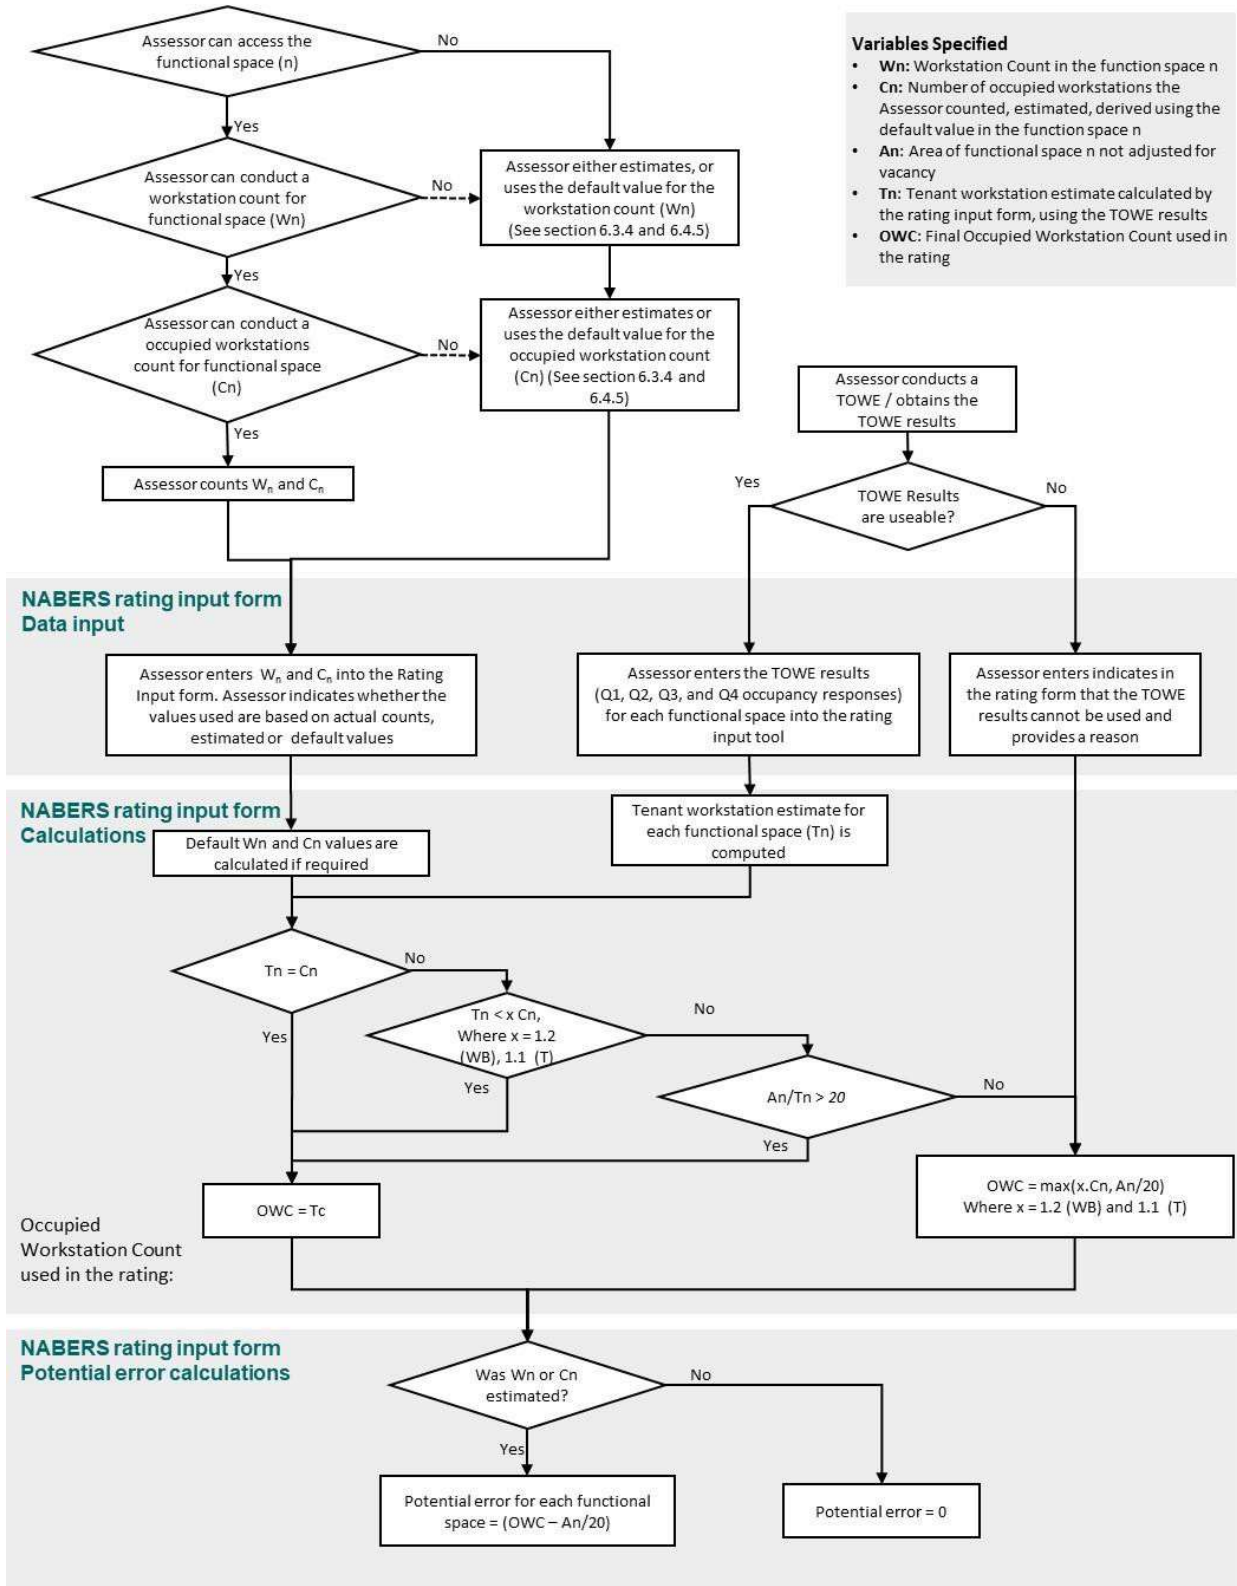 Assessor can access the
functional space (n)
No
Yes
Assessor can conduct a
workstation count for
functional space (Wn)
No
Assessor either estimates, or
uses the default value for the
workstation count (Wn)
(See section 6.3.4 and 6.4.5)
Yes
Assessor can conduct a
occupied workstations
count for functional space
(Cn)
No
Assessor either estimates or
uses the default value for the
occupied workstation count
(Cn) (See section 6.3.4 and
6.4.5)
Yes
Assessor counts Wn and Cn
Variables Specified
• Wn: Workstation Count in the function space n
• Cn: Number of occupied workstations the
Assessor counted, estimated, derived using the
default value in the function space n
• An: Area of functional space n not adjusted for
vacancy
• Tn: Tenant workstation estimate calculated by
the rating input form, using the TOWE results
• OWC: Final Occupied Workstation Count used in
the rating
Assessor conducts a
TOWE / obtains the
TOWE results
Yes
TOWE Results
are useable?
No
NABERS rating input form
Data input
Assessor enters Wn and Cn into the Rating
Input form. Assessor indicates whether the
values used are based on actual counts,
estimated or default values
Assessor enters the TOWE results
(Q1, Q2, Q3, and Q4 occupancy responses)
for each functional space into the rating
input tool
Assessor enters indicates in
the rating form that the TOWE
results cannot be used and
provides a reason
NABERS rating input form
Calculations
Default Wn and Cn values are
calculated if required
Tenant workstation estimate for
each functional space (Tn) is
computed
Tn = Cn
No
Yes
Tn < x Cn,
Where x = 1.2
(WB), 1.1 (T)
No
Yes
An/Tn > 20
No
Yes
OWC = Tc
OWC = max(x.Cn, An/20)
Where x = 1.2 (WB) and 1.1 (T)
Occupied
Workstation Count
used in the rating:
NABERS rating input form
Potential error calculations
Was Wn or Cn
estimated?
No
Yes
Potential error for each functional
space = (OWC – An/20)
Potential error = 0